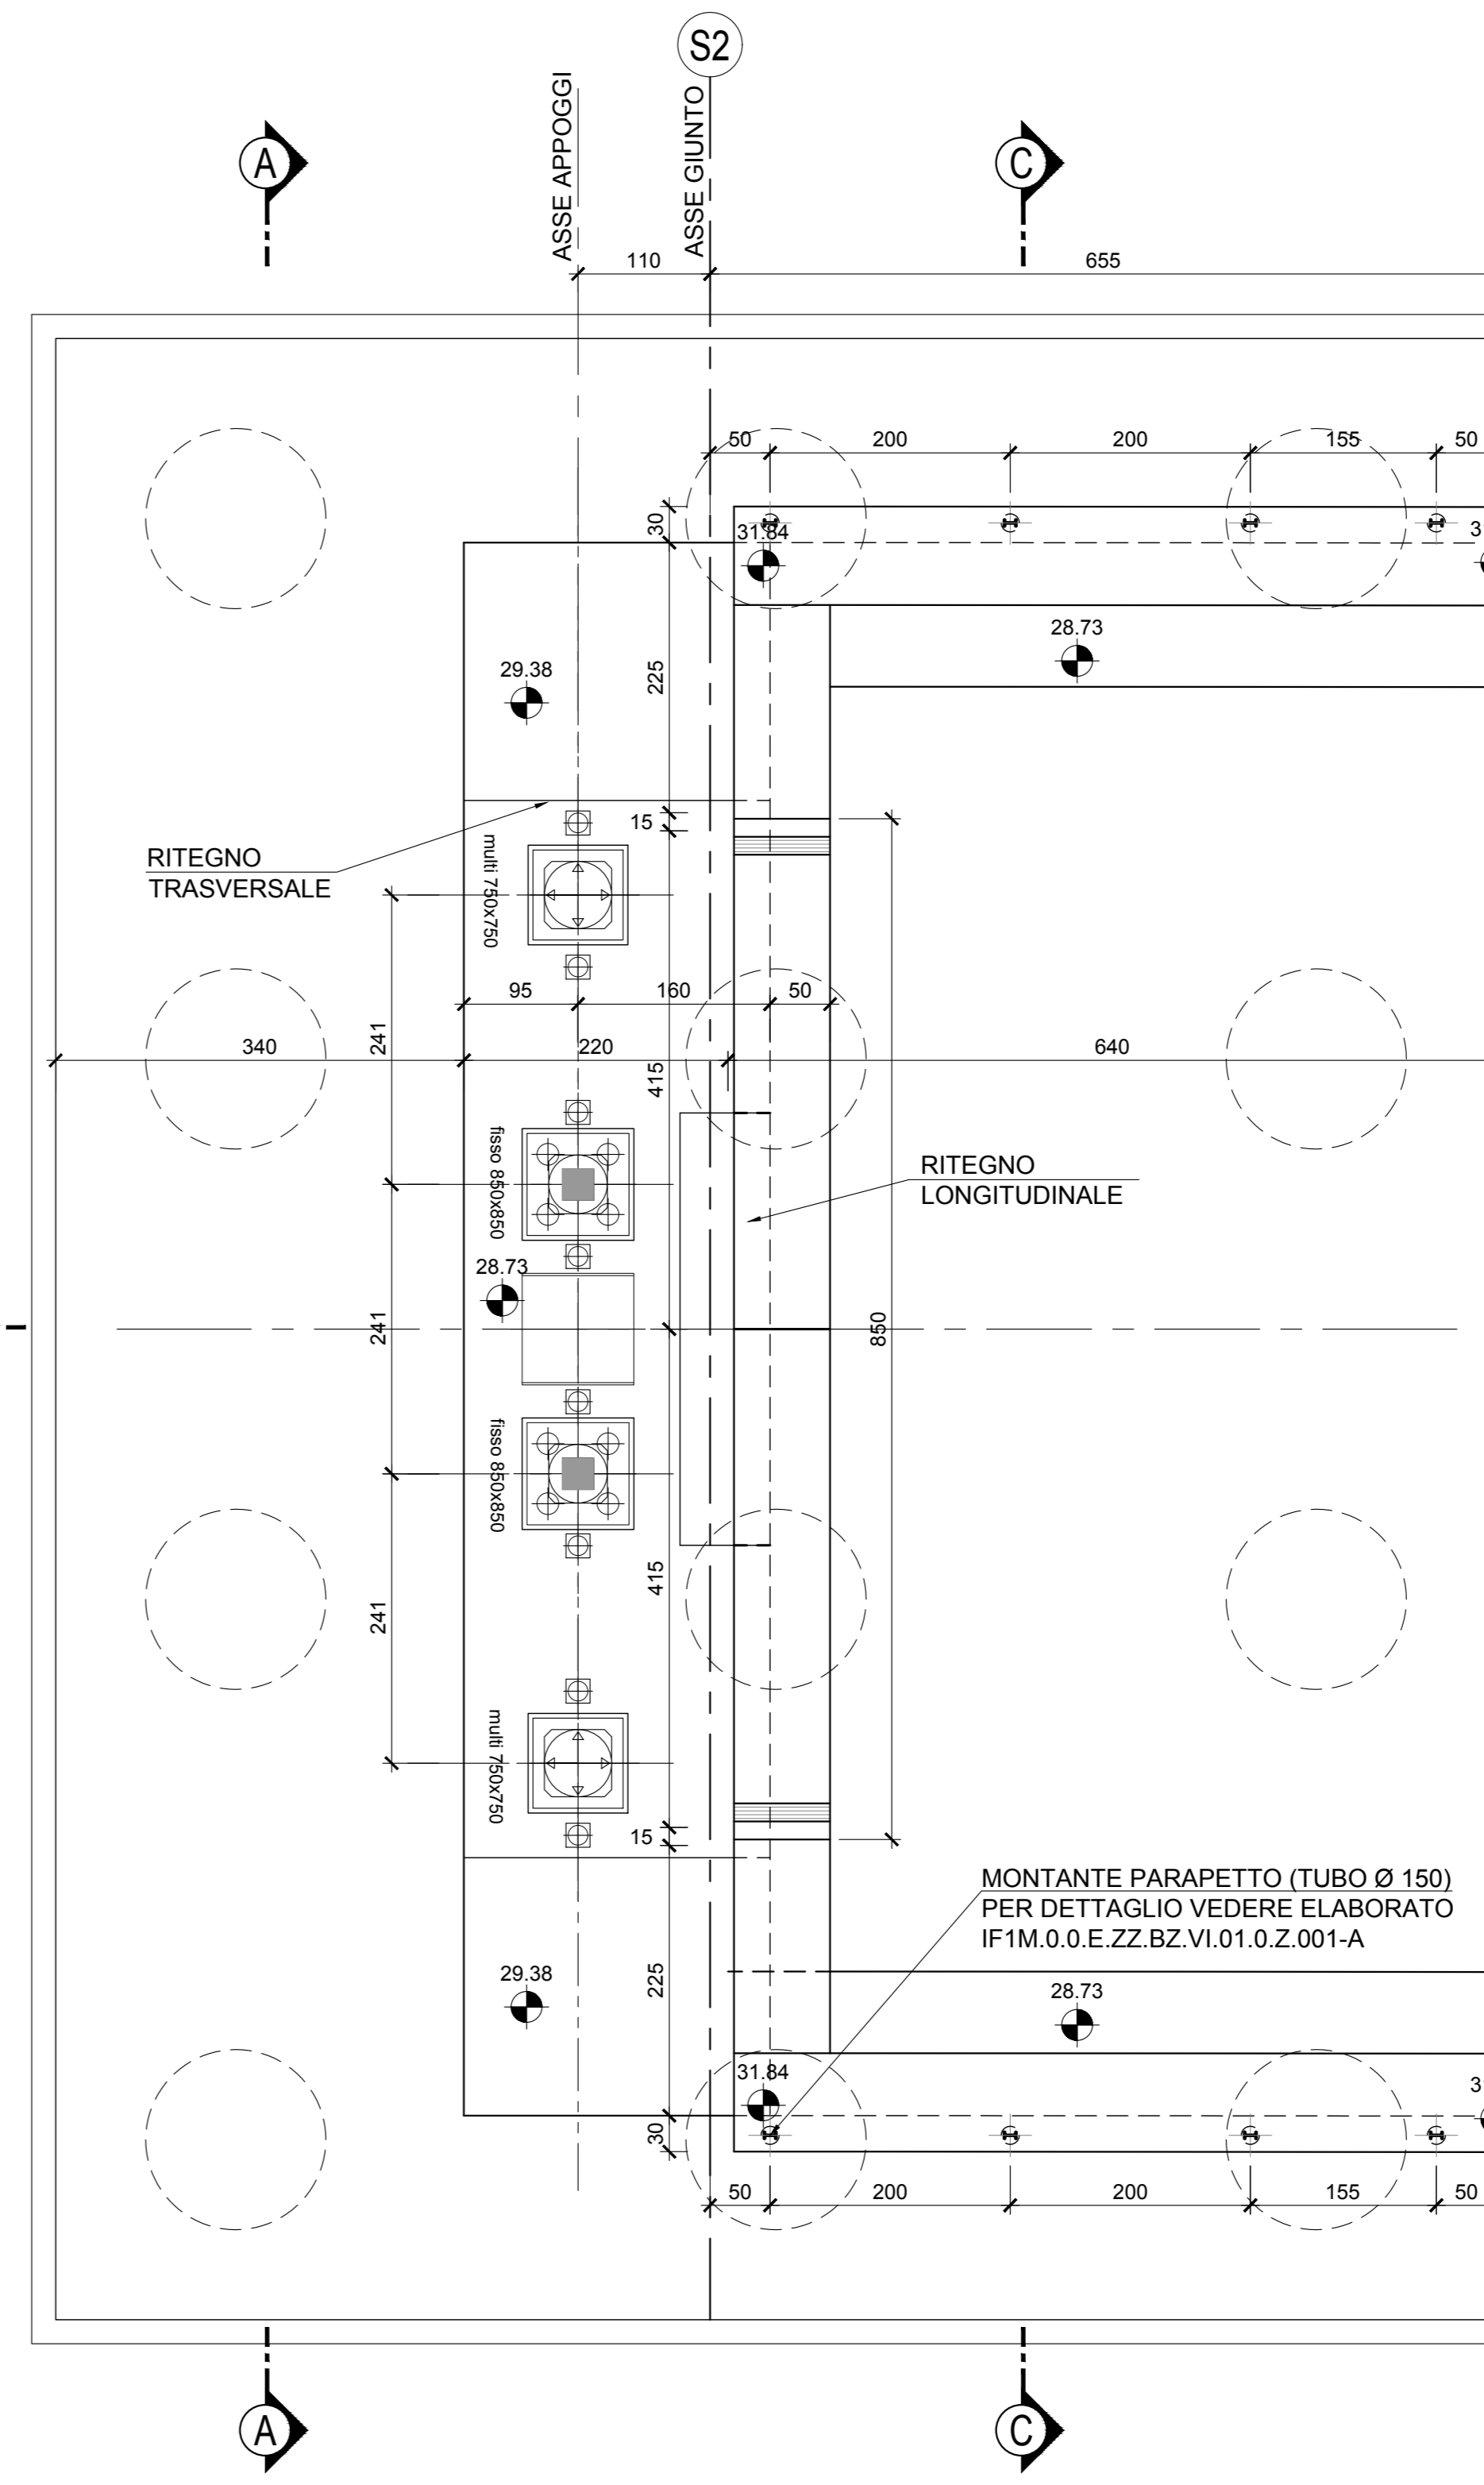 S2
ASSE APPOGGI
ASSE GIUNTO
A
C
110
655
50
200
200
155
50
30
31.84
3
28.73
29.38
225
15
RITEGNO
TRASVERSALE
multi 750x750
95
160
50
340
241
220
415
640
fisso 850x850
RITEGNO
LONGITUDINALE
28.73
241
850
fisso 850x850
415
241
multi 750x750
15
MONTANTE PARAPETTO (TUBO Ø 150)
PER DETTAGLIO VEDERE ELABORATO
IF1M.0.0.E.ZZ.BZ.VI.01.0.Z.001-A
29.38
225
28.73
31.84
3
30
50
200
200
155
50
A
C